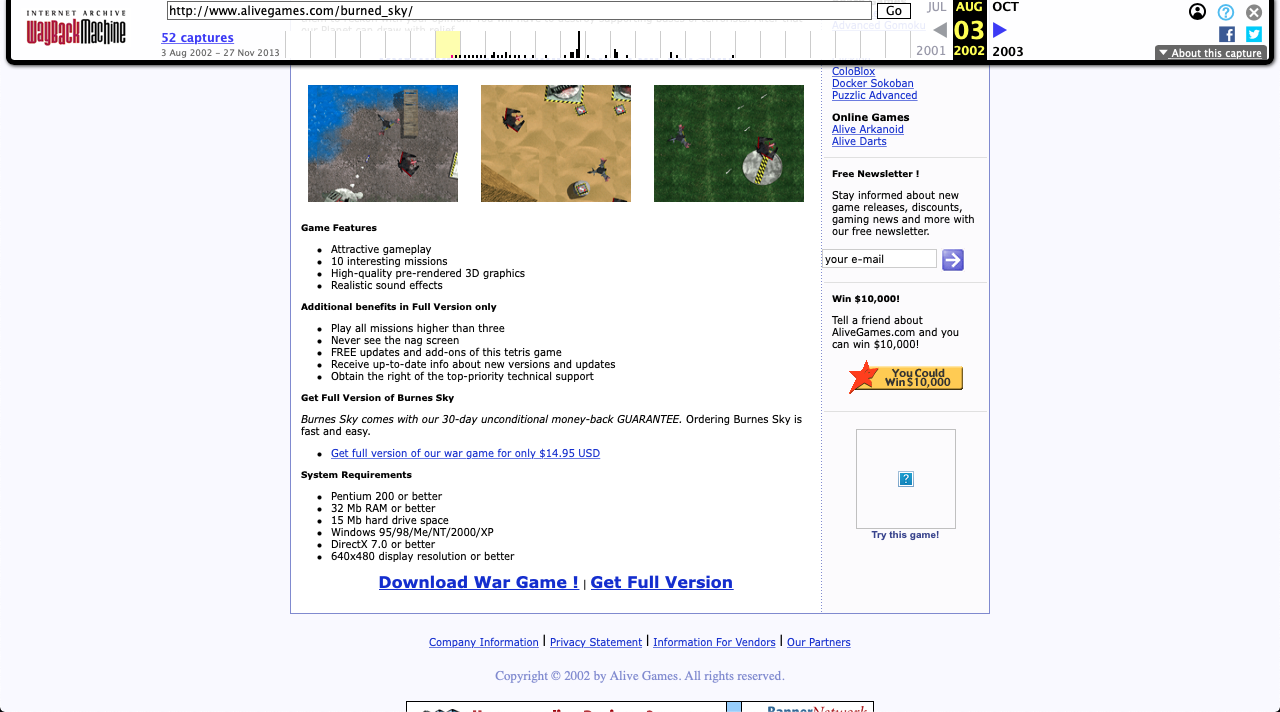 INTERNET ARCHIVE
WayBackMachine
http://www.alivegames.com/burned_sky/
Go
52 captures
3 Aug 2002 – 27 Nov 2013
JUL
AUG
OCT
03
2001
2002
2003
About this capture
Advanced Gomoku
our Planet can draw with relief
ColoBlox
Docker Sokoban
Puzzlic Advanced
Online Games
Alive Arkanoid
Alive Darts
Free Newsletter !
Stay informed about new
game releases, discounts,
gaming news and more with
our free newsletter.
your e-mail
Win $10,000!
Tell a friend about
AliveGames.com and you
can win $10,000!
You Could
Win $10,000
Try this game!
Game Features
• Attractive gameplay
• 10 interesting missions
• High-quality pre-rendered 3D graphics
• Realistic sound effects
Additional benefits in Full Version only
• Play all missions higher than three
• Never see the nag screen
• FREE updates and add-ons of this tetris game
• Receive up-to-date info about new versions and updates
• Obtain the right of the top-priority technical support
Get Full Version of Burnes Sky
Burnes Sky comes with our 30-day unconditional money-back GUARANTEE. Ordering Burnes Sky is
fast and easy.
• Get full version of our war game for only $14.95 USD
System Requirements
• Pentium 200 or better
• 32 Mb RAM or better
• 15 Mb hard drive space
• Windows 95/98/Me/NT/2000/XP
• DirectX 7.0 or better
• 640x480 display resolution or better
Download War Game ! | Get Full Version
Company Information | Privacy Statement | Information For Vendors | Our Partners
Copyright © 2002 by Alive Games. All rights reserved.
BannerNetwork